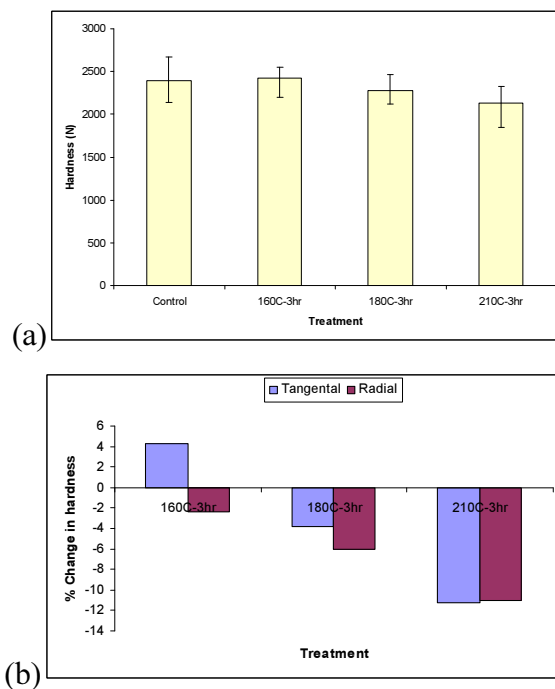 3000
2500
2000
1500
1000
500
0
Hardness (N)
Control 160C-3hr 180C-3hr 210C-3hr
Treatment
(a)
Tangental Radial
6
4
2
0
-2
-4
-6
-8
-10
-12
-14
% Change in hardness
160C-3hr 180C-3hr 210C-3hr
Treatment
(b)